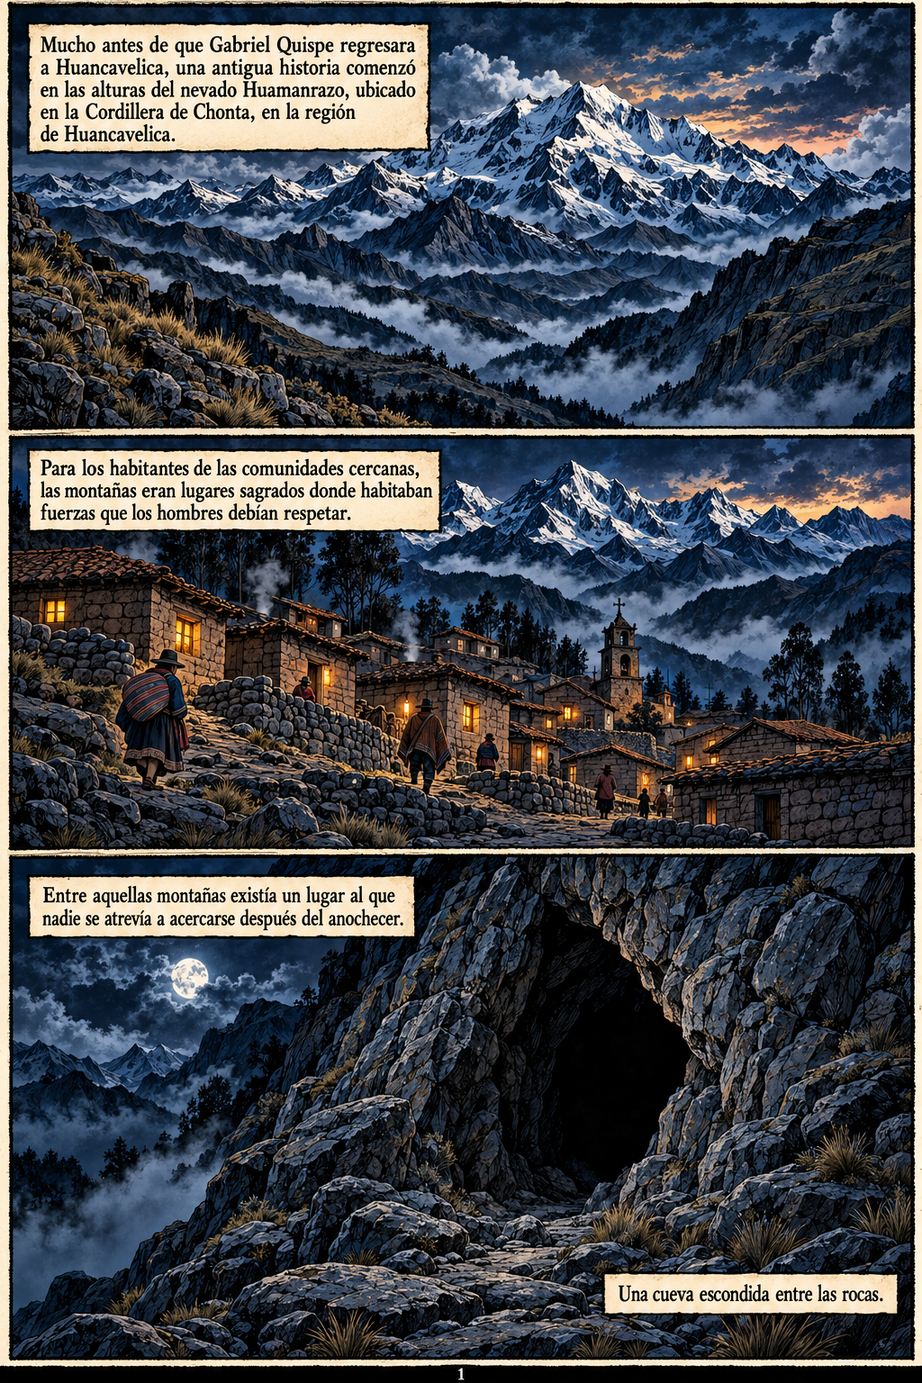 Mucho antes de que Gabriel Quispe regresara
a Huancavelica, una antigua historia comenzó
en las alturas del nevado Huamanrazo, ubicado
en la Cordillera de Chonta, en la región
de Huancavelica.
Para los habitantes de las comunidades cercanas,
las montañas eran lugares sagrados donde habitaban
fuerzas que los hombres debían respetar.
Entre aquellas montañas existía un lugar al que
nadie se atrevía a acercarse después del anochecer.
Una cueva escondida entre las rocas.
1